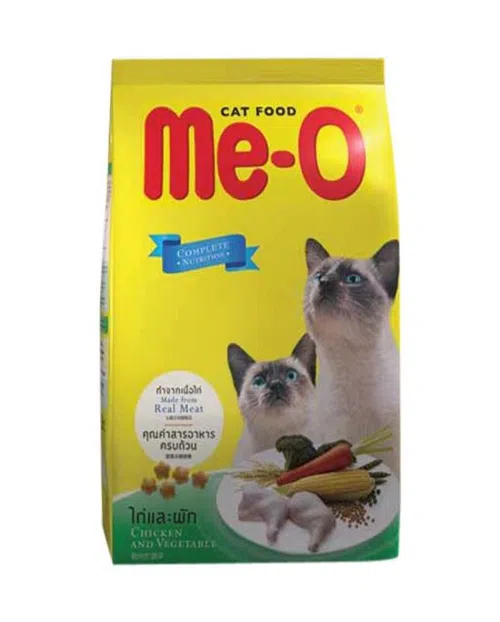 CAT FOOD
Me-O®
COMPLETE
• NUTRITION •
ทำจากเนื้อไก่
Made from
Real Meat
คุณค่าสารอาหาร
ครบถ้วน
ไก่และผัก
CHICKEN
AND VEGETABLE